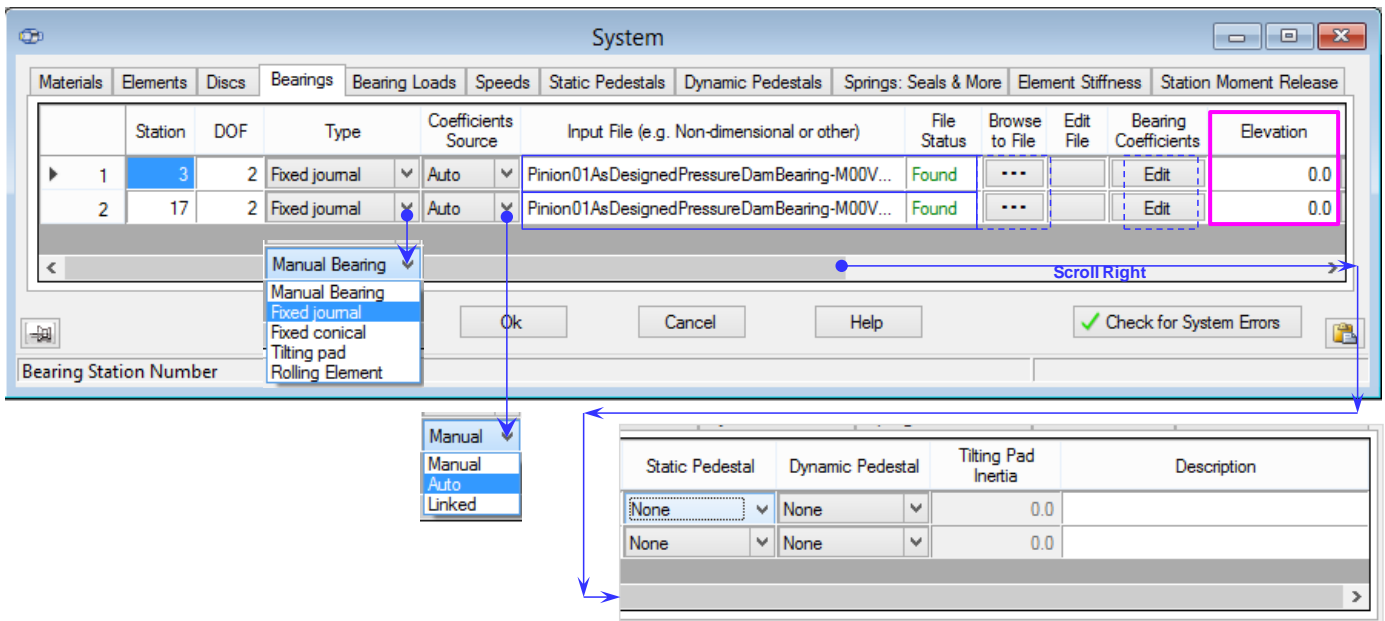 System
Materials Elements Discs Bearings Bearing Loads Speeds Static Pedestals Dynamic Pedestals Springs: Seals & More Element Stiffness Station Moment Release
Station DOF Type Coefficients Source Input File (e.g. Non-dimensional or other) File Status Browse to File Edit File Bearing Coefficients Elevation
1 3 2 Fixed journal Auto Pinion01AsDesignedPressureDamBearing-M00V... Found ... Edit 0.0
2 17 2 Fixed journal Auto Pinion01AsDesignedPressureDamBearing-M00V... Found ... Edit 0.0
Scroll Right
Manual Bearing
Manual Bearing
Fixed journal
Fixed conical
Tilting pad
Rolling Element
Ok Cancel Help Check for System Errors
Bearing Station Number
Manual
Manual
Auto
Linked
Static Pedestal Dynamic Pedestal Tilting Pad Inertia Description
None None 0.0
None None 0.0